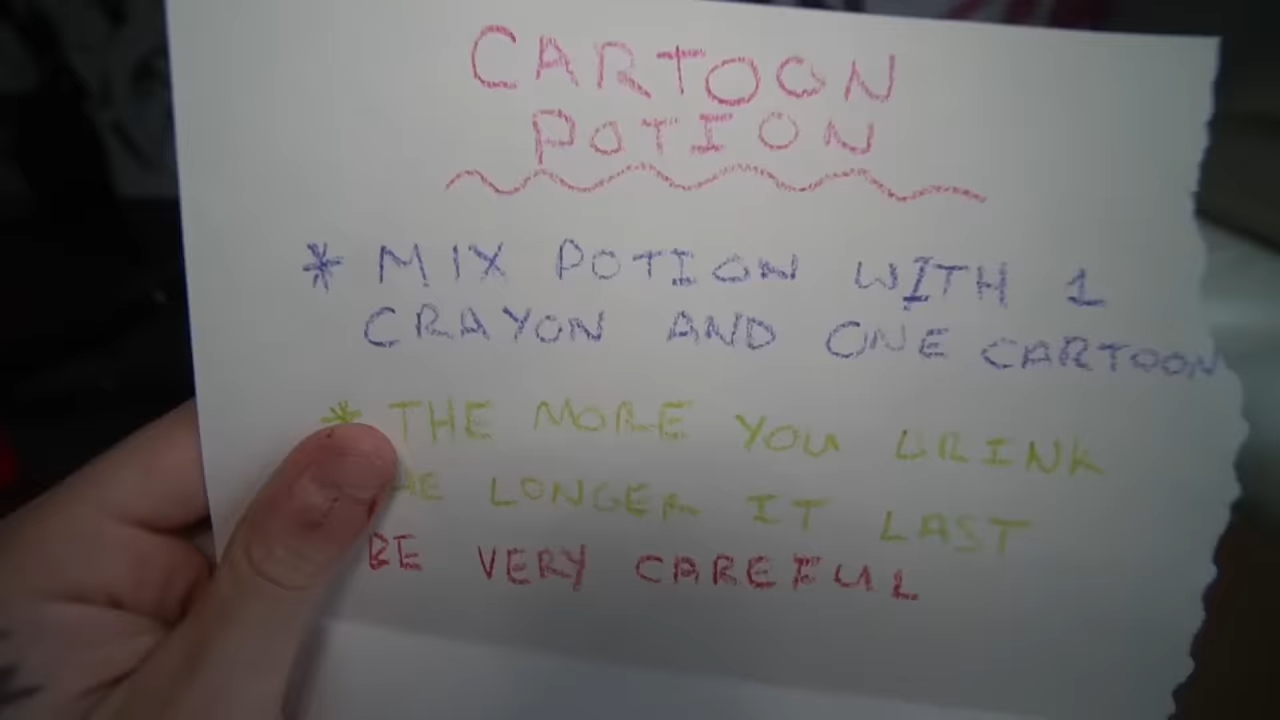 CARTOON
POTION
* MIX POTION WITH 1
CRAYON AND ONE CARTOON
* THE MORE YOU DRINK
LONGER IT LAST
BE VERY CAREFUL